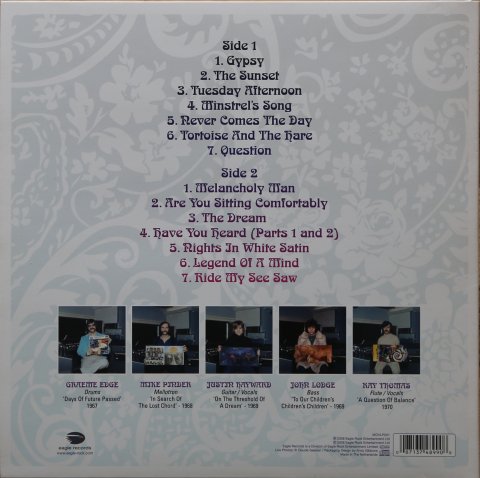 Side 1
1. Gypsy
2. The Sunset
3. Tuesday Afternoon
4. Minstrel's Song
5. Never Comes The Day
6. Tortoise And The Hare
7. Question
Side 2
1. Melancholy Man
2. Are You Sitting Comfortably
3. The Dream
4. Have You Heard (Parts 1 and 2)
5. Nights In White Satin
6. Legend Of A Mind
7. Ride My See Saw
GRAEME EDGE
Drums
'Days Of Future Passed'
1967
MIKE PINDER
Mellotron
'In Search Of
The Lost Chord' - 1968
JUSTIN HAYWARD
Guitar / Vocals
'On The Threshold Of
A Dream' - 1969
JOHN LODGE
Bass
'To Our Children's
Children's Children' - 1969
RAY THOMAS
Flute / Vocals
'A Question Of Balance'
1970
eagle records
www.eagle-rock.com